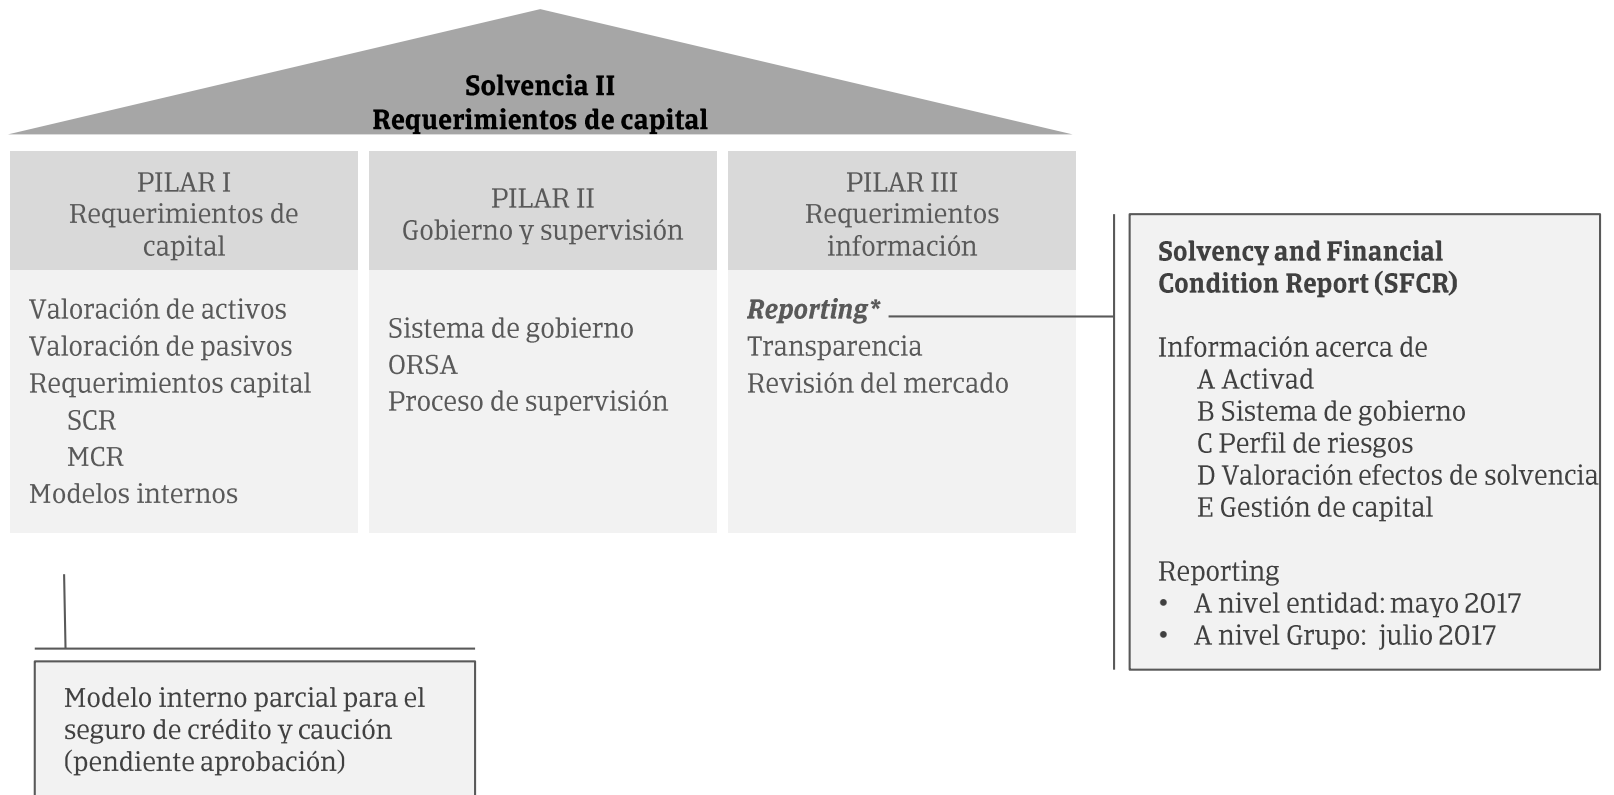 Solvencia II
Requerimientos de capital
PILAR I
Requerimientos de
capital
Valoración de activos
Valoración de pasivos
Requerimientos capital
SCR
MCR
Modelos internos
PILAR II
Gobierno y supervisión
Sistema de gobierno
ORSA
Proceso de supervisión
PILAR III
Requerimientos
información
Reporting*
Transparencia
Revisión del mercado
Solvency and Financial
Condition Report (SFCR)
Información acerca de
A Activad
B Sistema de gobierno
C Perfil de riesgos
D Valoración efectos de solvencia
E Gestión de capital
Reporting
• A nivel entidad: mayo 2017
• A nivel Grupo: julio 2017
Modelo interno parcial para el
seguro de crédito y caución
(pendiente aprobación)